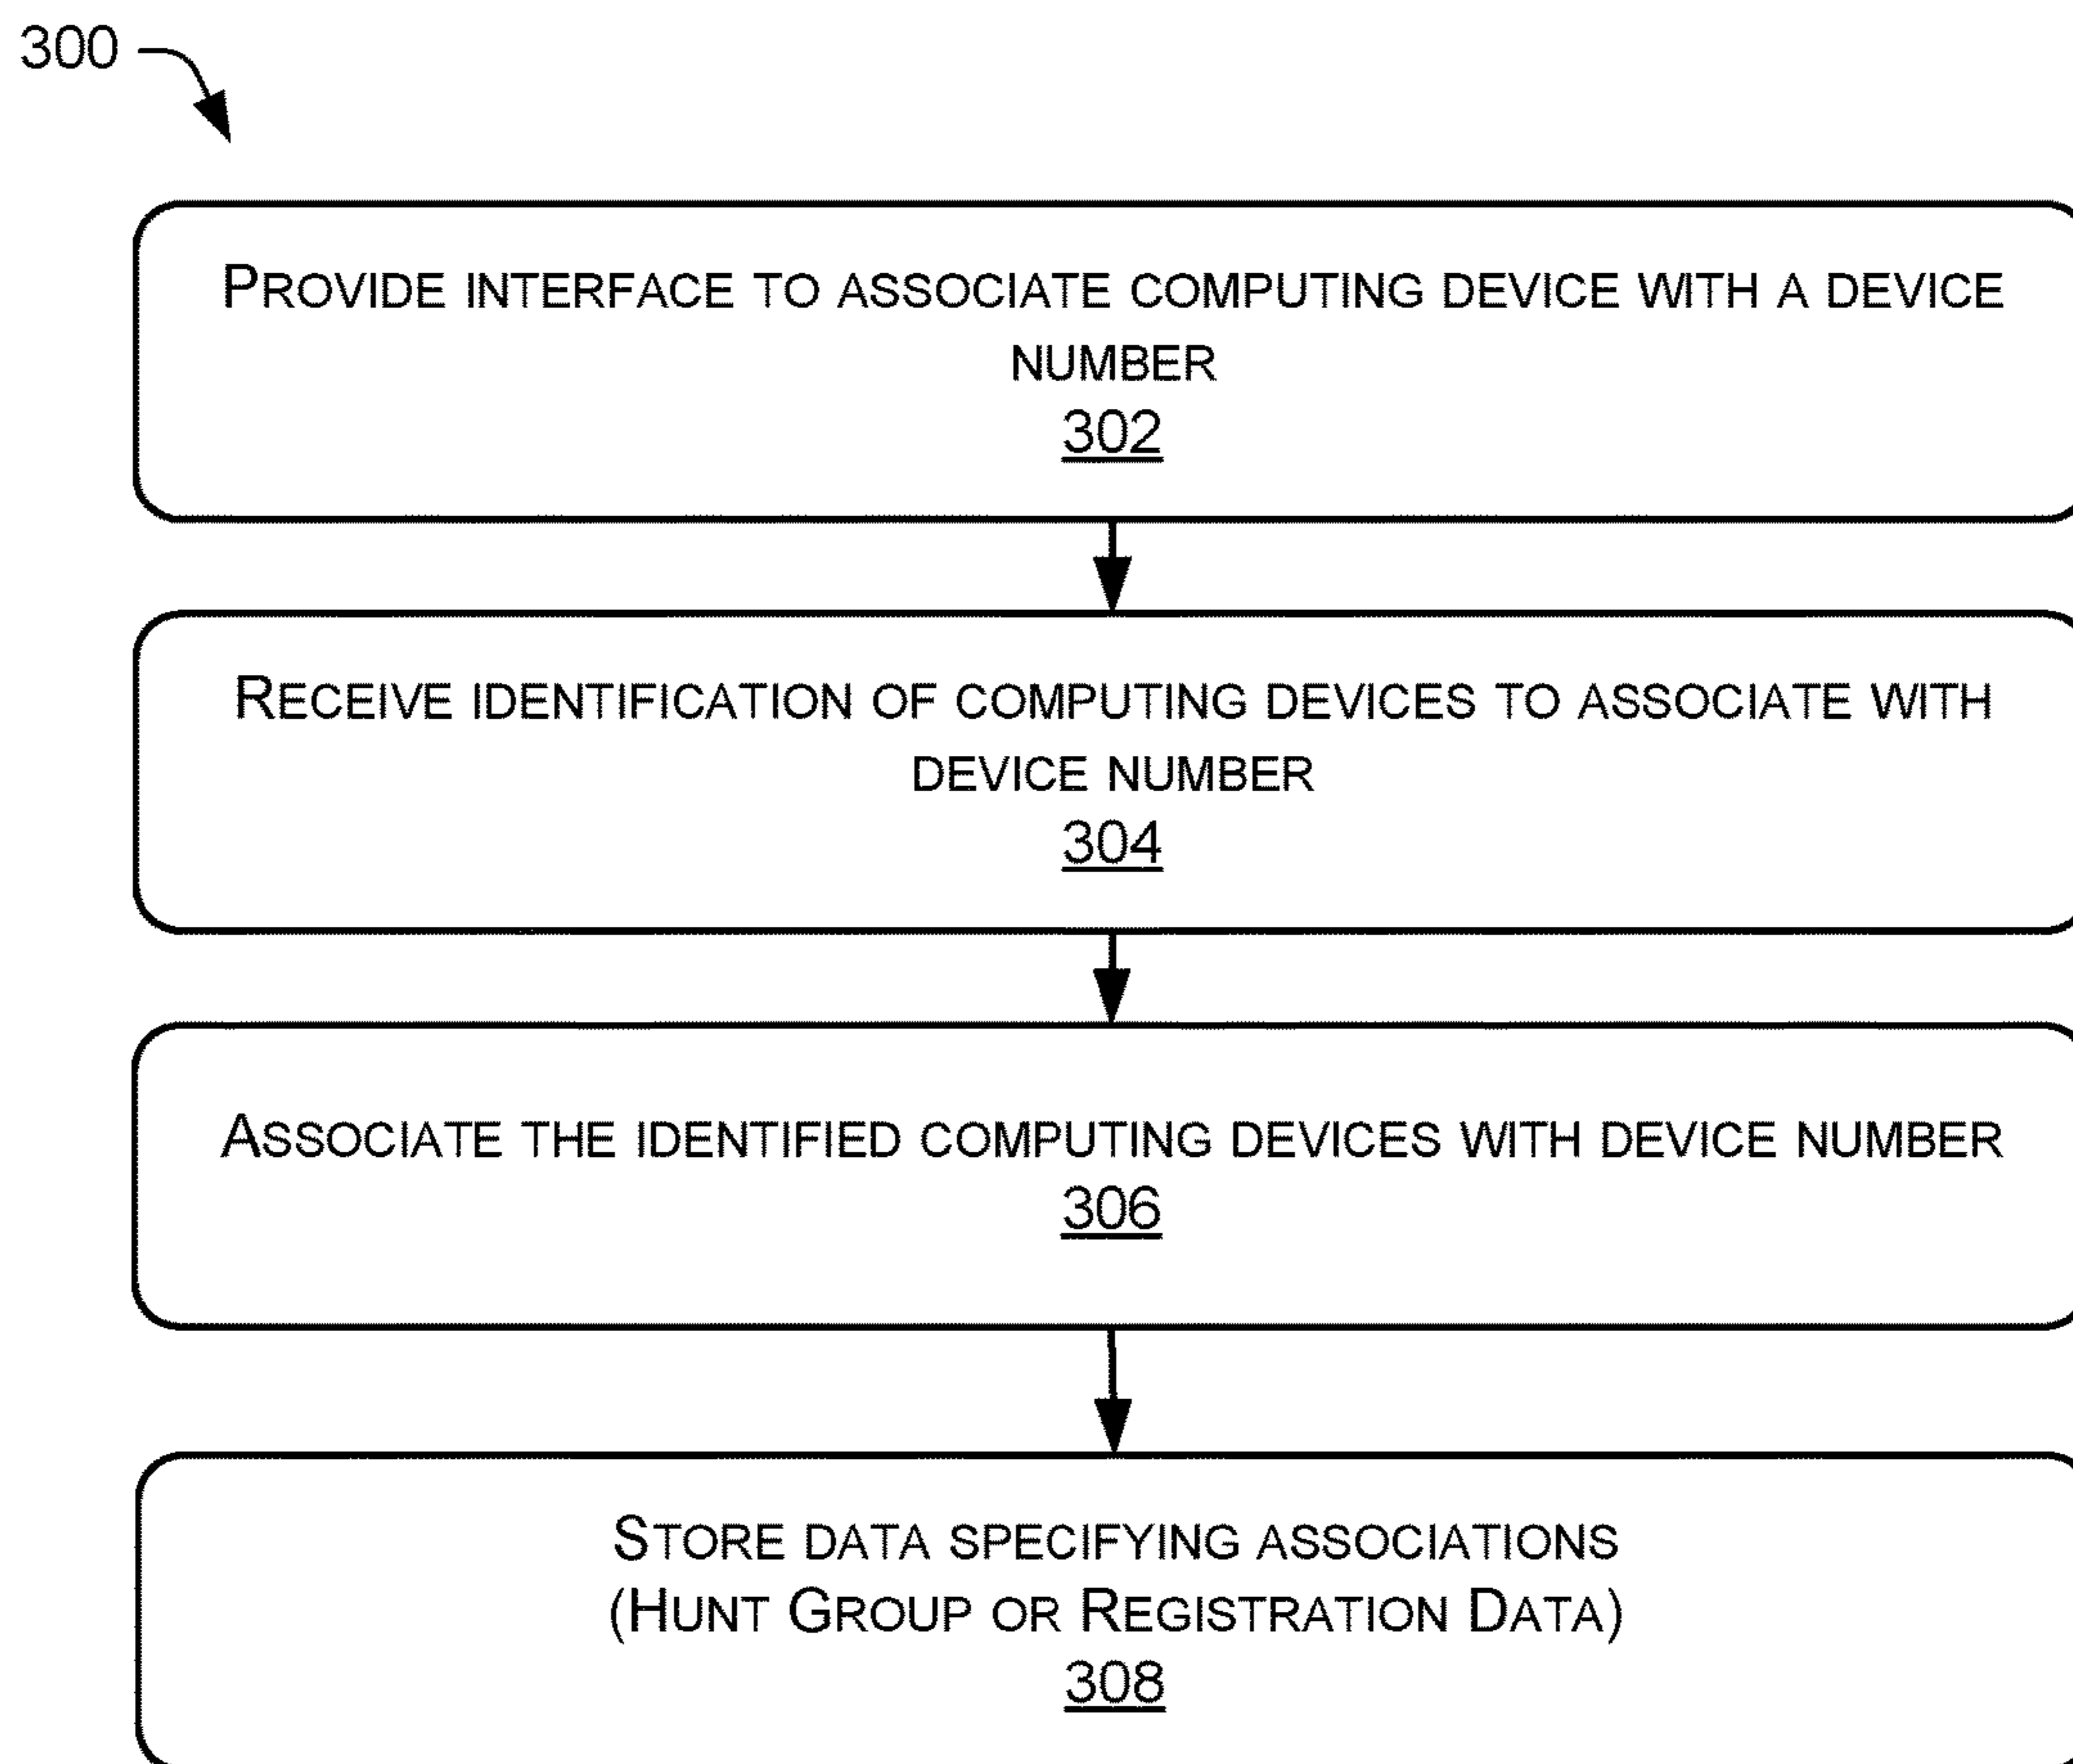 300
PROVIDE INTERFACE TO ASSOCIATE COMPUTING DEVICE WITH A DEVICE
NUMBER
302
RECEIVE IDENTIFICATION OF COMPUTING DEVICES TO ASSOCIATE WITH
DEVICE NUMBER
304
ASSOCIATE THE IDENTIFIED COMPUTING DEVICES WITH DEVICE NUMBER
306
STORE DATA SPECIFYING ASSOCIATIONS
(HUNT GROUP OR REGISTRATION DATA)
308